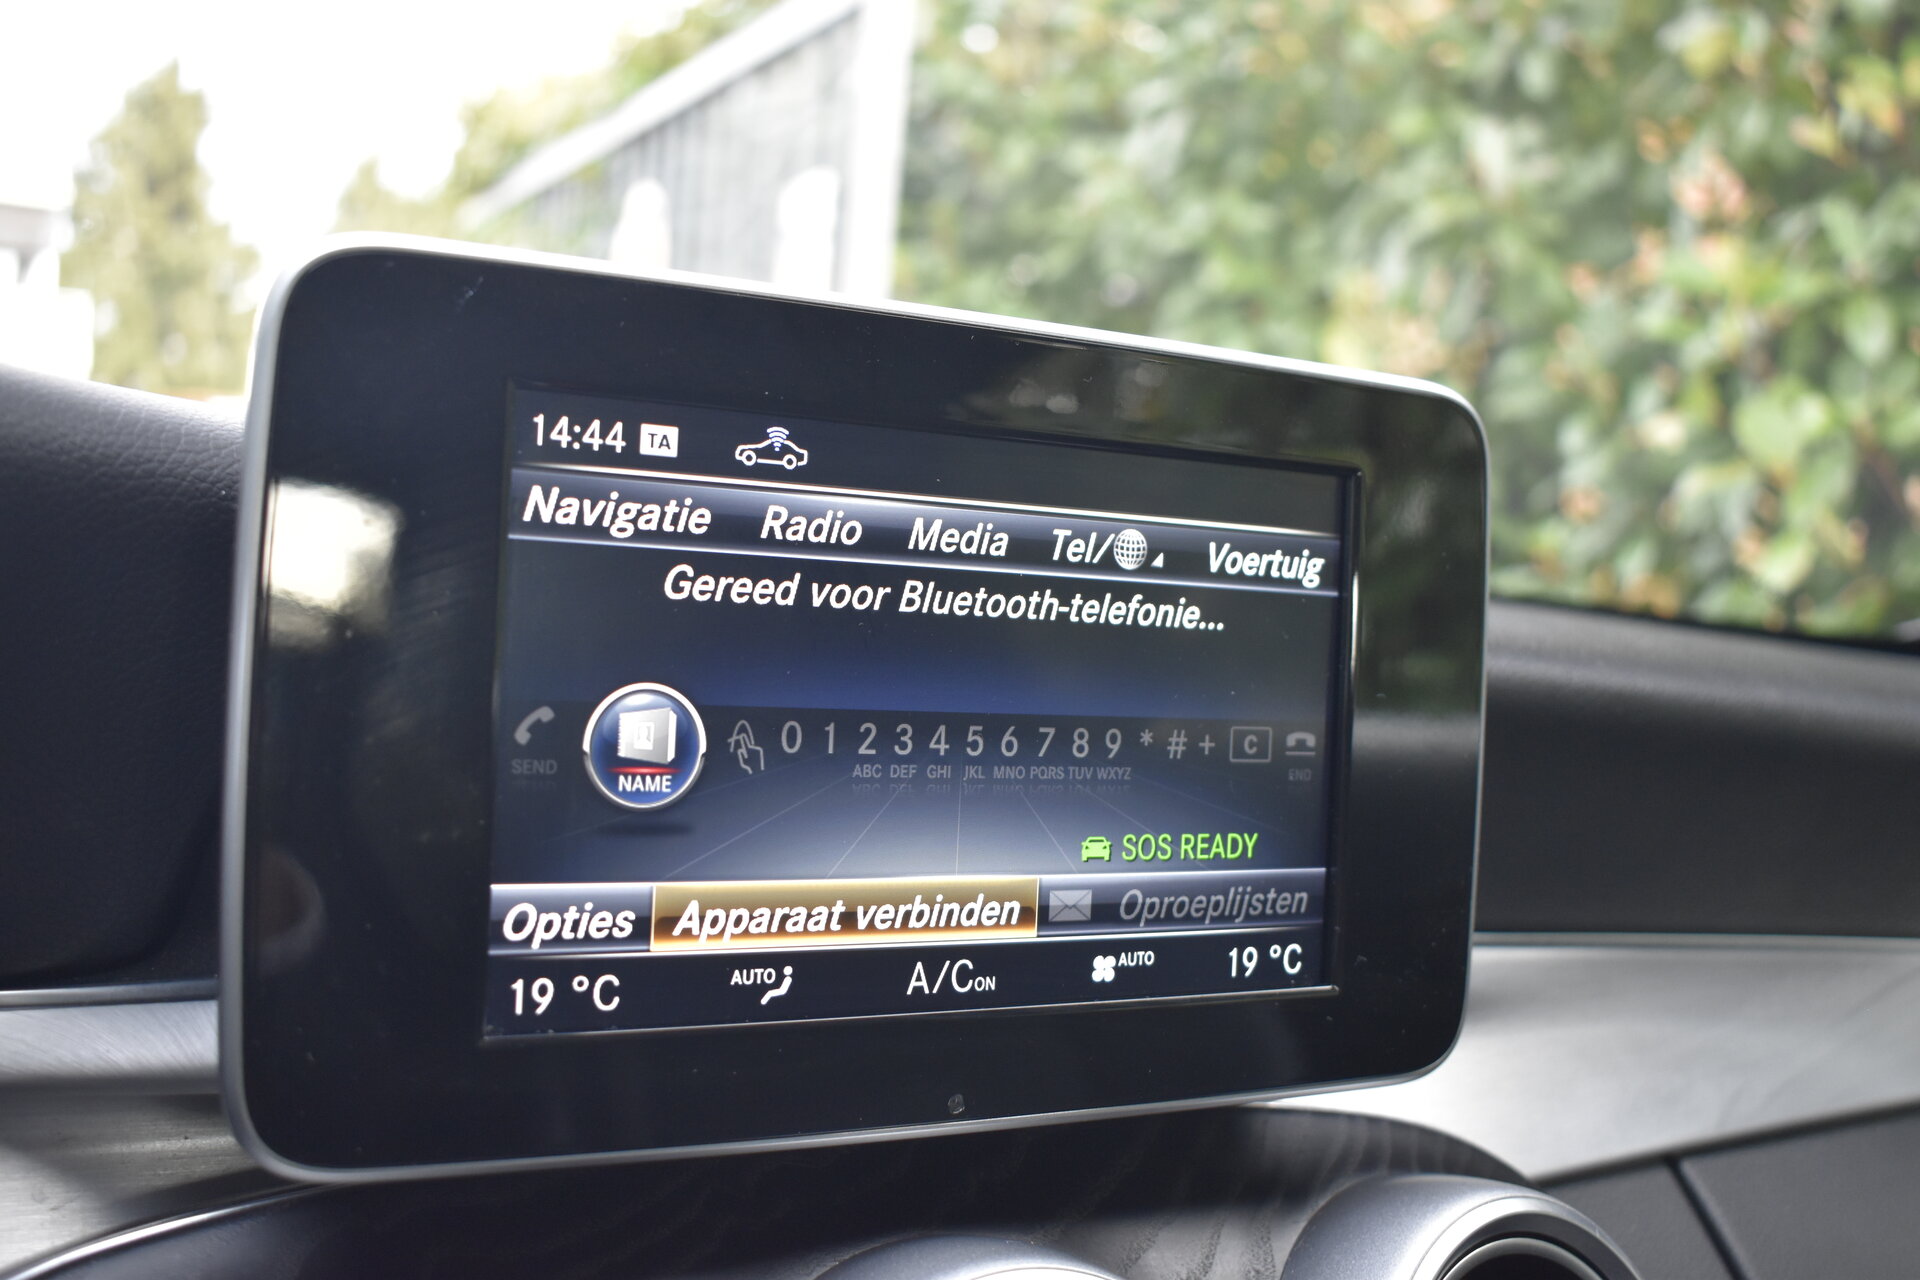 14:44 TA
Navigatie Radio Media Tel/ Voertuig
Gereed voor Bluetooth-telefonie...
SEND NAME 0 1 2 3 4 5 6 7 8 9 * # + C END
ABC DEF GHI JKL MNO PQRS TUV WXYZ
SOS READY
Opties Apparaat verbinden Oproeplijsten
19 °C AUTO A/C ON AUTO 19 °C